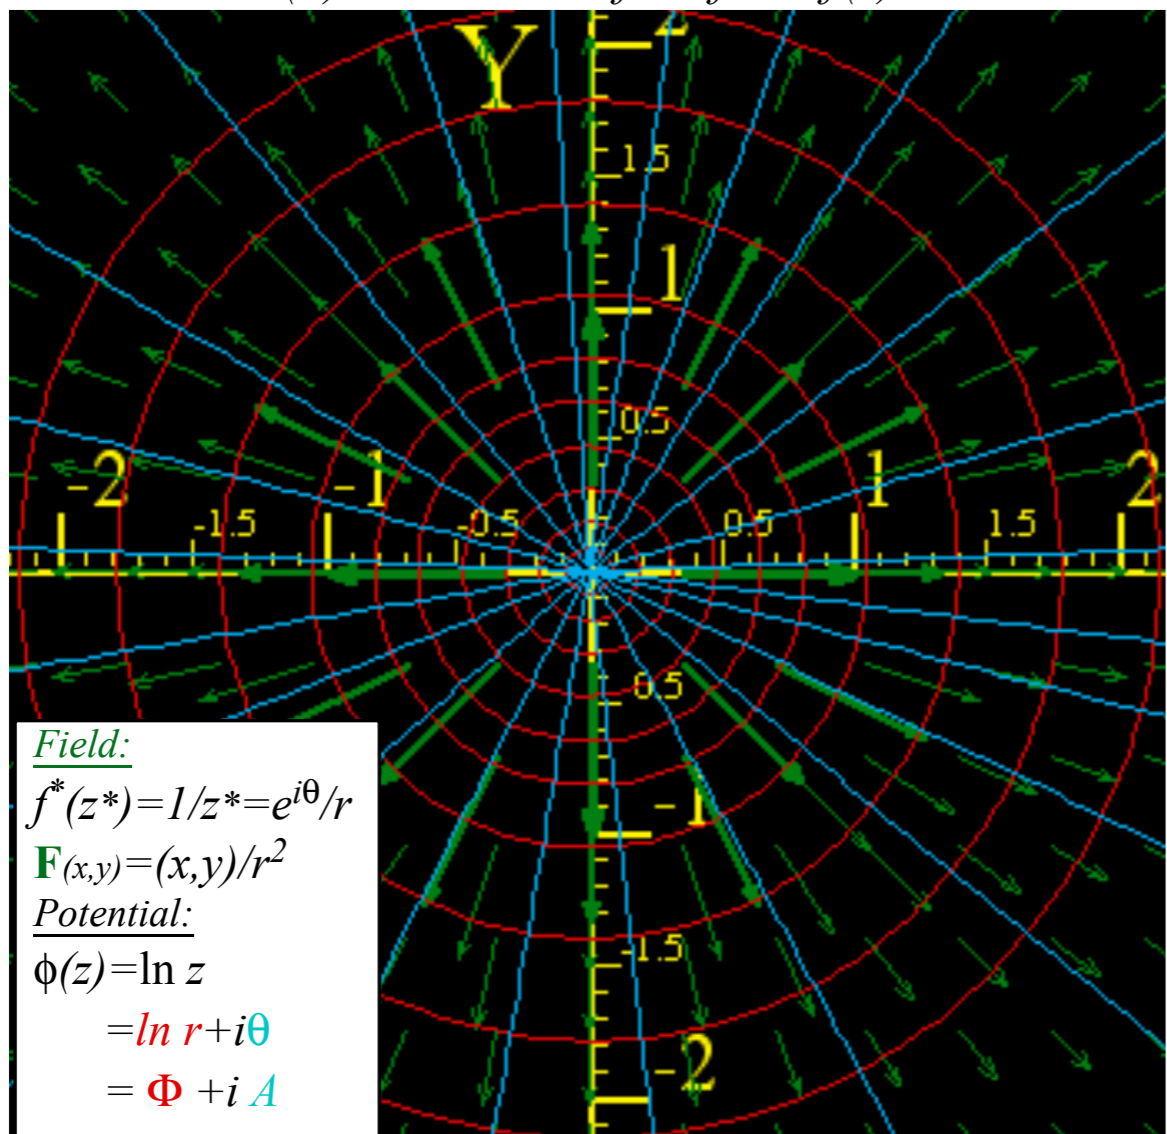 2
Y
1.5
1
0.5
-2 -1 1 2
-1.5 -0.5 0.5 1.5
0.5
-1
-1.5
-2
Field:
f*(z*)=1/z*=e^{iθ}/r
F(x,y)=(x,y)/r²
Potential:
ϕ(z)=ln z
=ln r+iθ
= Φ +i A